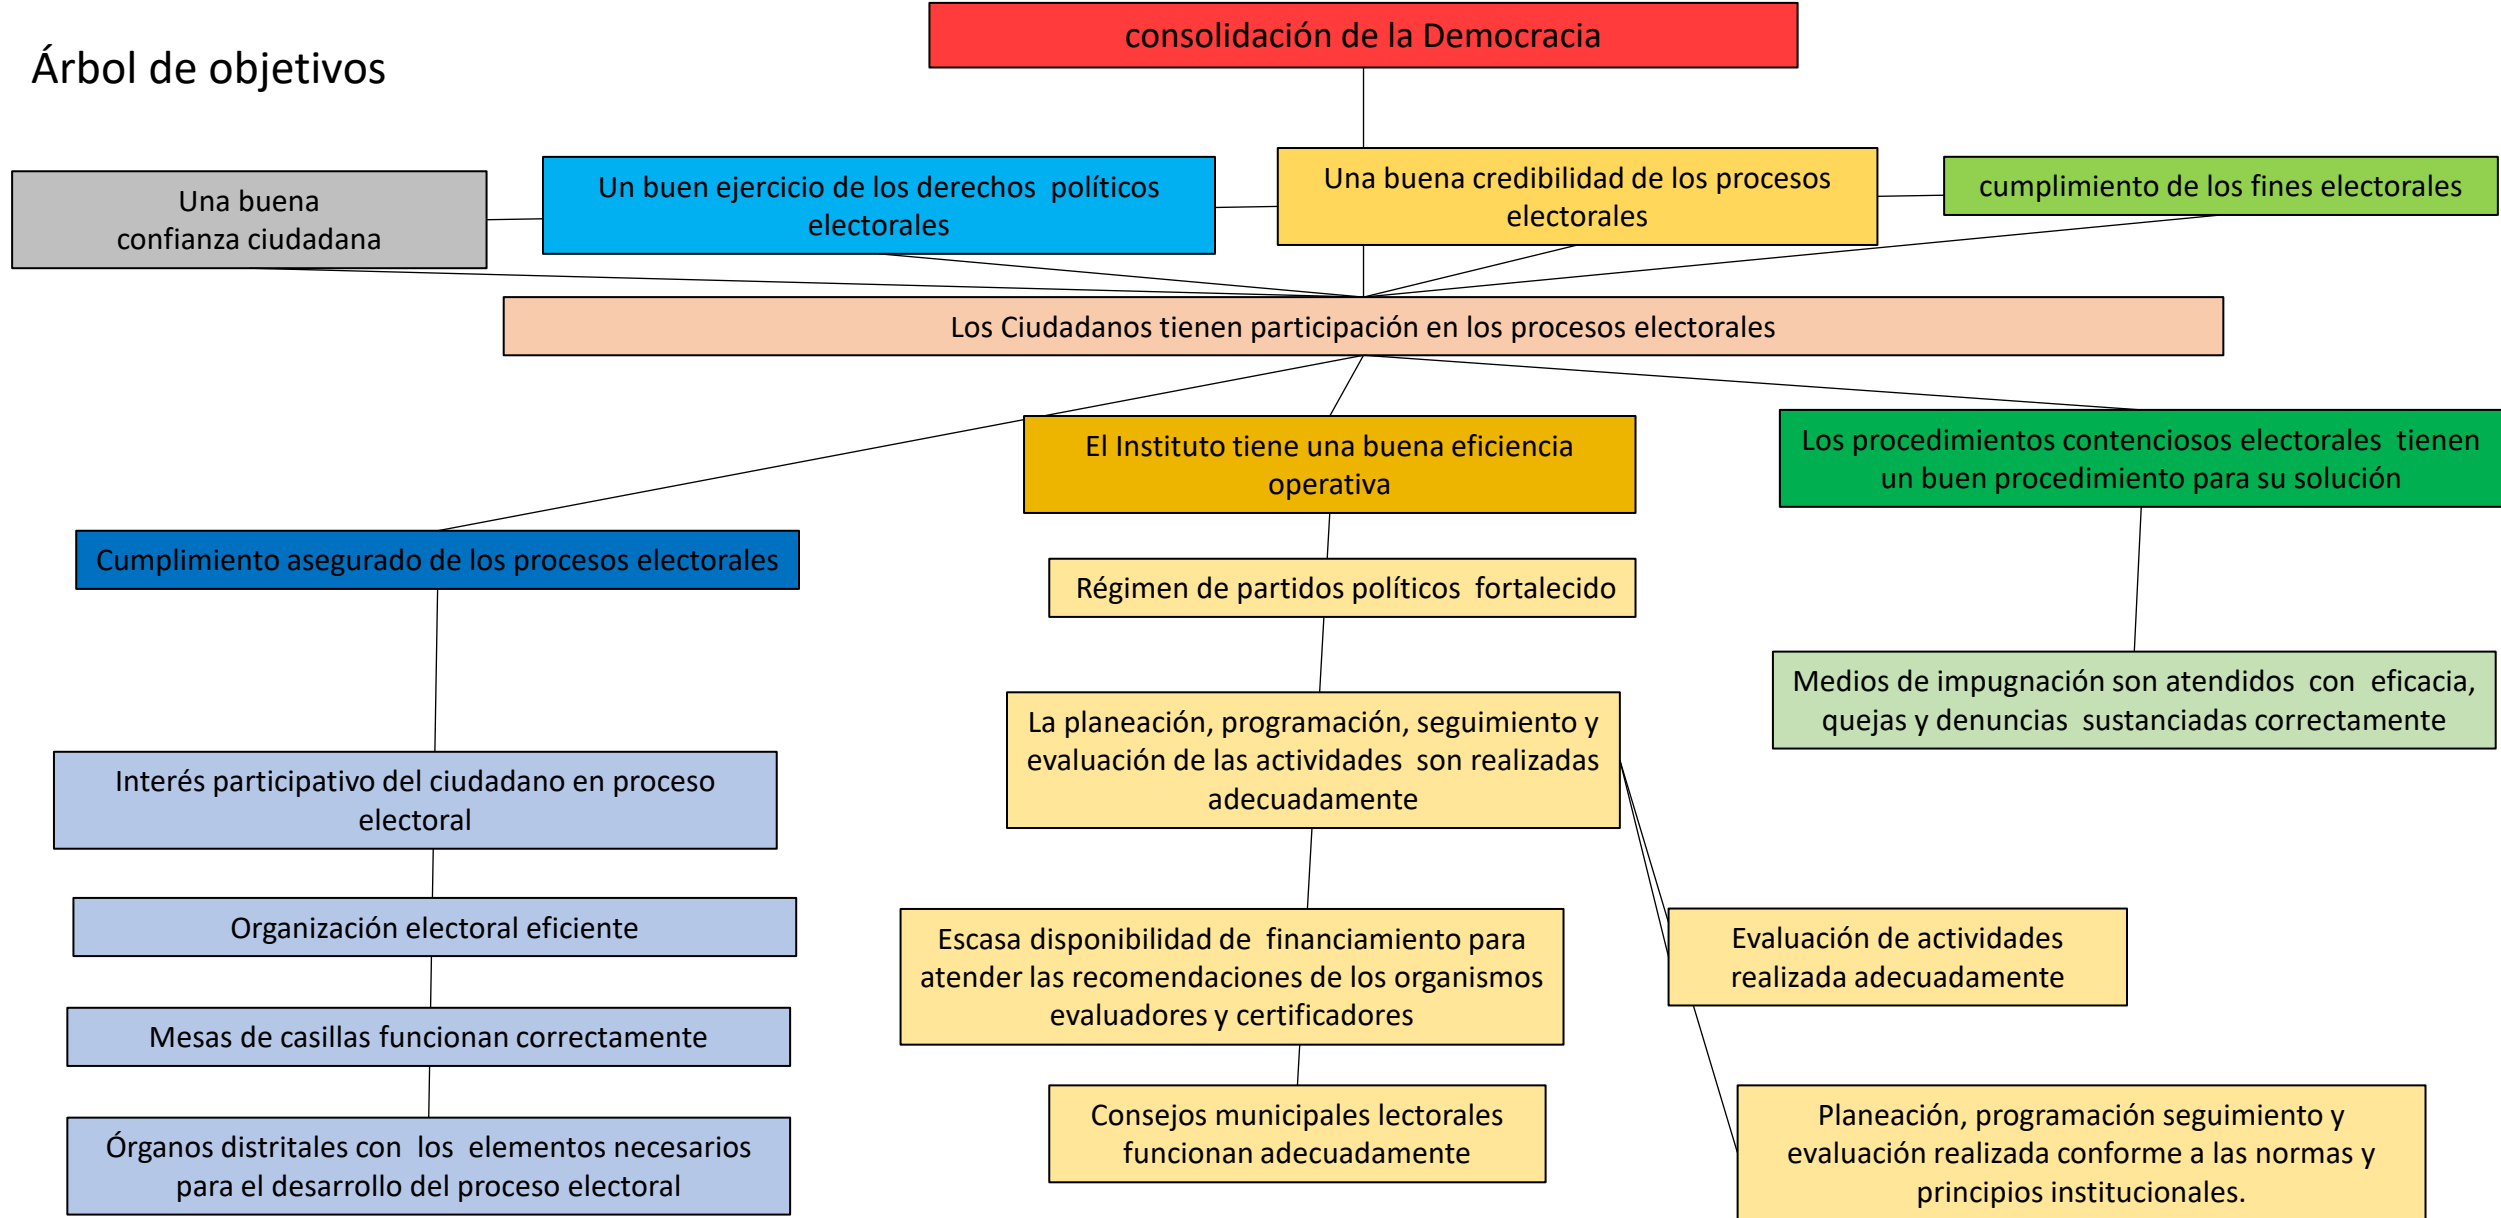 consolidación de la Democracia
Árbol de objetivos
Una buena
confianza ciudadana
Un buen ejercicio de los derechos políticos
electorales
Una buena credibilidad de los procesos
electorales
cumplimiento de los fines electorales
Los Ciudadanos tienen participación en los procesos electorales
El Instituto tiene una buena eficiencia
operativa
Los procedimientos contenciosos electorales tienen
un buen procedimiento para su solución
Cumplimiento asegurado de los procesos electorales
Régimen de partidos políticos fortalecido
Medios de impugnación son atendidos con eficacia,
quejas y denuncias sustanciadas correctamente
La planeación, programación, seguimiento y
evaluación de las actividades son realizadas
adecuadamente
Interés participativo del ciudadano en proceso
electoral
Organización electoral eficiente
Escasa disponibilidad de financiamiento para
atender las recomendaciones de los organismos
evaluadores y certificadores
Evaluación de actividades
realizada adecuadamente
Mesas de casillas funcionan correctamente
Consejos municipales lectorales
funcionan adecuadamente
Órganos distritales con los elementos necesarios
para el desarrollo del proceso electoral
Planeación, programación seguimiento y
evaluación realizada conforme a las normas y
principios institucionales.